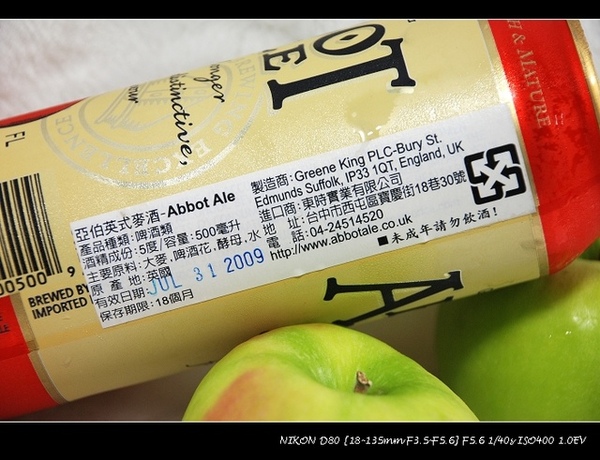 OT
LE
onger
distinctive,
vour
EXCELLENCE
H & MATURE
FL
00500 9
BREWED BY
IMPORTED
亞伯英式麥酒-Abbot Ale
產品種類: 啤酒類
酒精成份: 5度/容量: 500毫升
主要原料: 大麥, 啤酒花, 酵母, 水
原 產 地: 英國
有效日期: JUL 31 2009
保存期限: 18個月
製造商: Greene King PLC-Bury St.
Edmunds Suffolk, IP33 1QT, England, UK
進口商: 東時實業有限公司
地 址: 台中市西屯區寶慶街18巷30號
電 話: 04-24514520
http://www.abbotale.co.uk
■未成年請勿飲酒!
A
NIKON D80 [18-135mm F3.5-F5.6] F5.6 1/40s ISO400 1.0EV